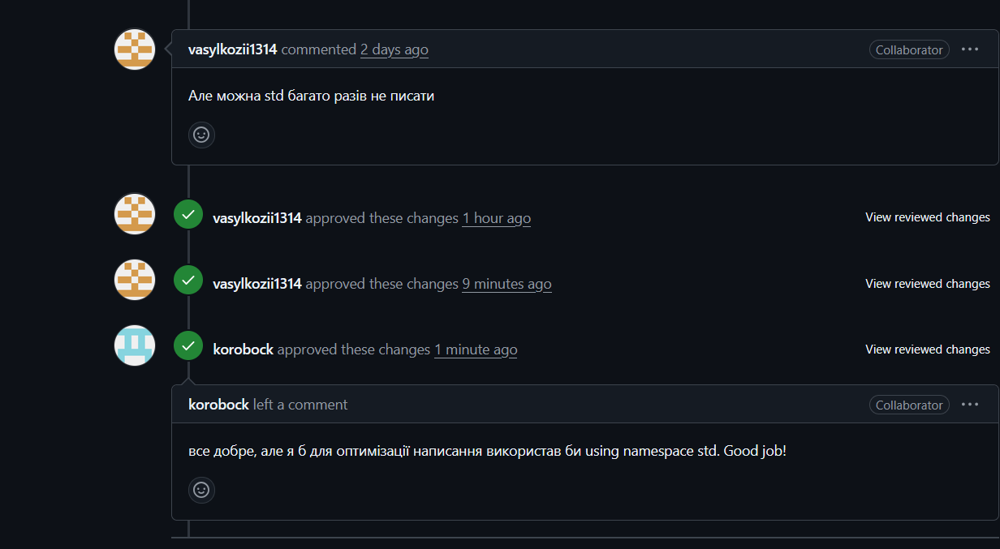 vasylkozii1314 commented 2 days ago Collaborator
Але можна std багато разів не писати
vasylkozii1314 approved these changes 1 hour ago View reviewed changes
vasylkozii1314 approved these changes 9 minutes ago View reviewed changes
korobock approved these changes 1 minute ago View reviewed changes
korobock left a comment Collaborator
все добре, але я б для оптимізації написання використав би using namespace std. Good job!